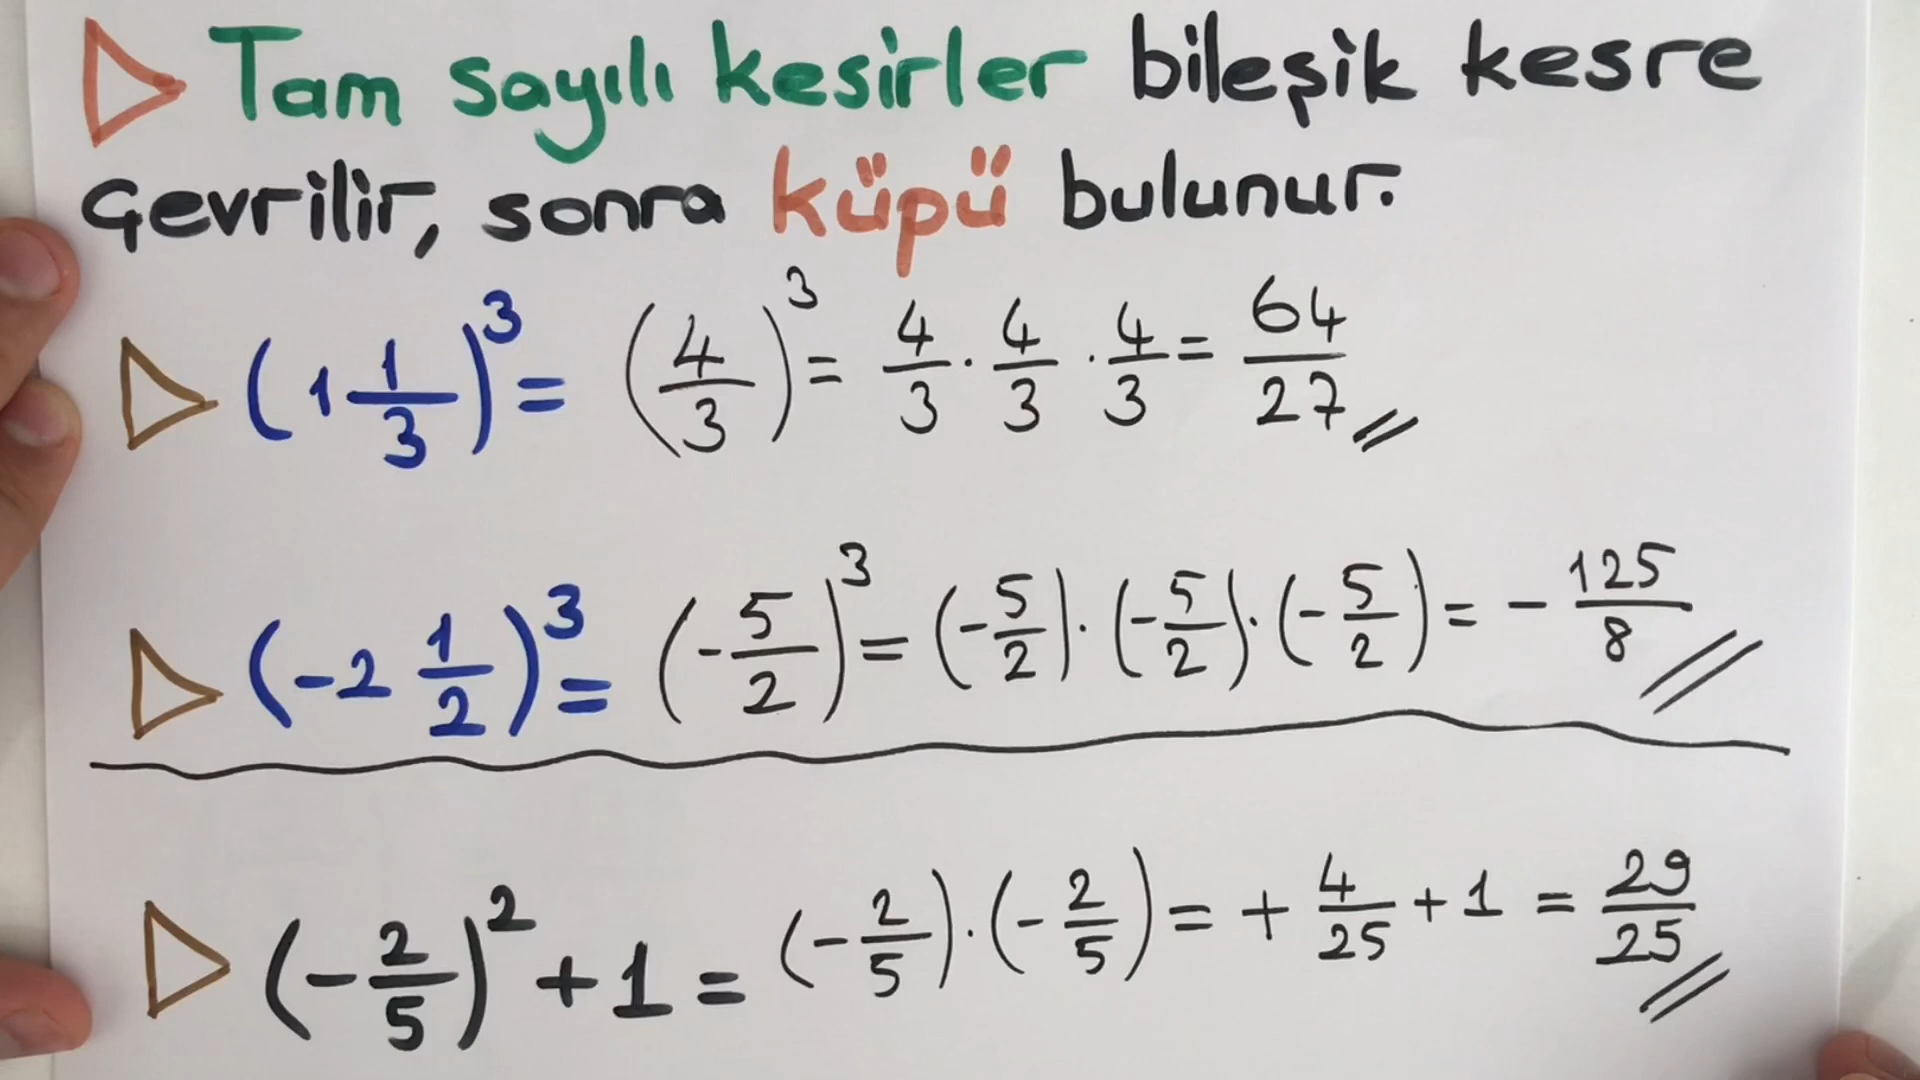 Tam sayılı kesirler bileşik kesre
Çevrilir, sonra küpü bulunur.
(1 1/3)³ = (4/3)³ = 4/3 · 4/3 · 4/3 = 64/27
(-2 1/2)³ = (-5/2)³ = (-5/2) · (-5/2) · (-5/2) = - 125/8
(-2/5)² + 1 = (-2/5) · (-2/5) = + 4/25 + 1 = 29/25